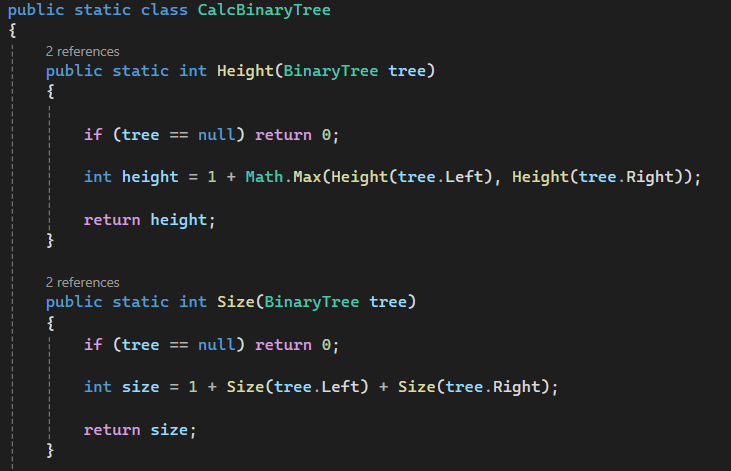 public static class CalcBinaryTree
{
2 references
public static int Height(BinaryTree tree)
{
if (tree == null) return 0;
int height = 1 + Math.Max(Height(tree.Left), Height(tree.Right));
return height;
}
2 references
public static int Size(BinaryTree tree)
{
if (tree == null) return 0;
int size = 1 + Size(tree.Left) + Size(tree.Right);
return size;
}